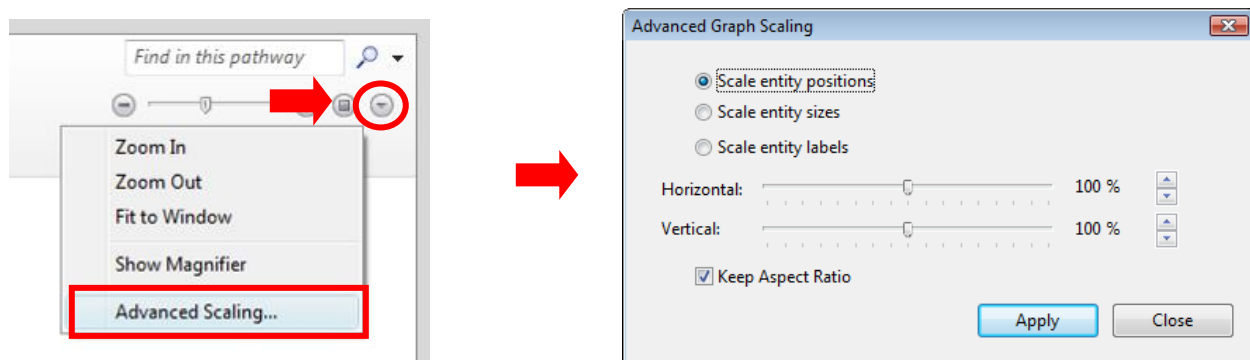 Find in this pathway
Zoom In
Zoom Out
Fit to Window
Show Magnifier
Advanced Scaling...
Advanced Graph Scaling
Scale entity positions
Scale entity sizes
Scale entity labels
Horizontal: 100 %
Vertical: 100 %
Keep Aspect Ratio
Apply Close